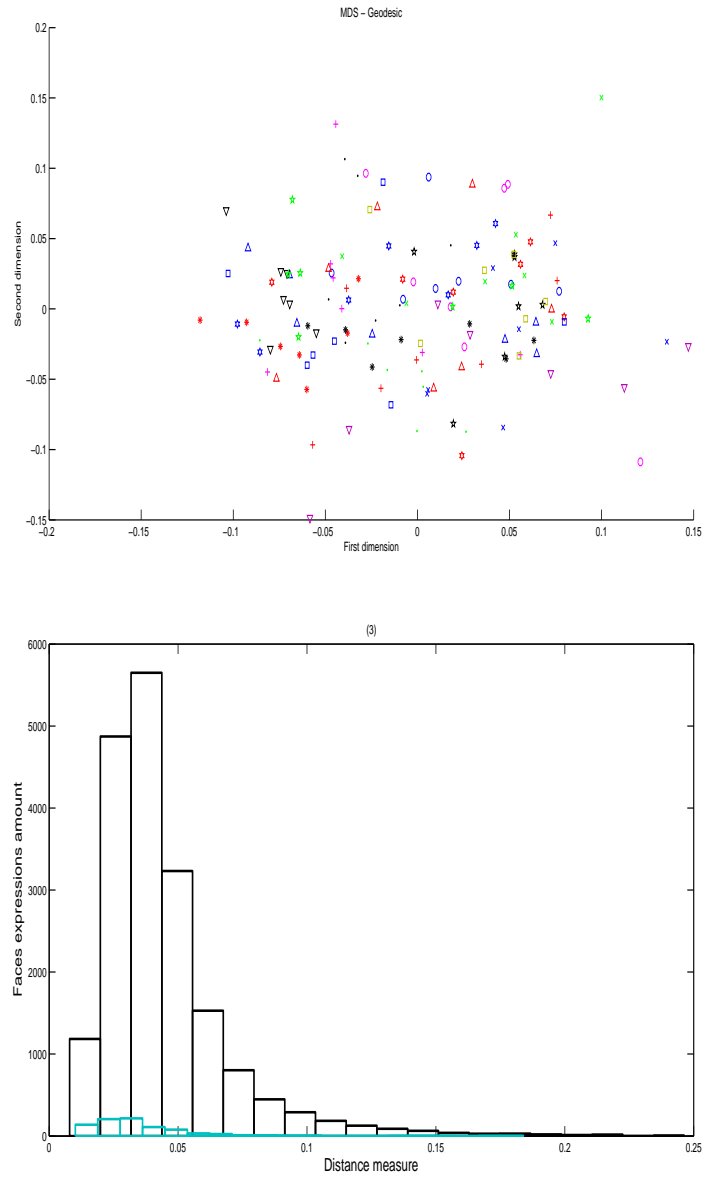 MDS – Geodesic
0.2
0.15
0.1
0.05
0
−0.05
−0.1
−0.15
Second dimension
−0.2 −0.15 −0.1 −0.05 0 0.05 0.1 0.15
First dimension
(3)
6000
5000
4000
3000
2000
1000
0
Faces expressions amount
0 0.05 0.1 0.15 0.2 0.25
Distance measure